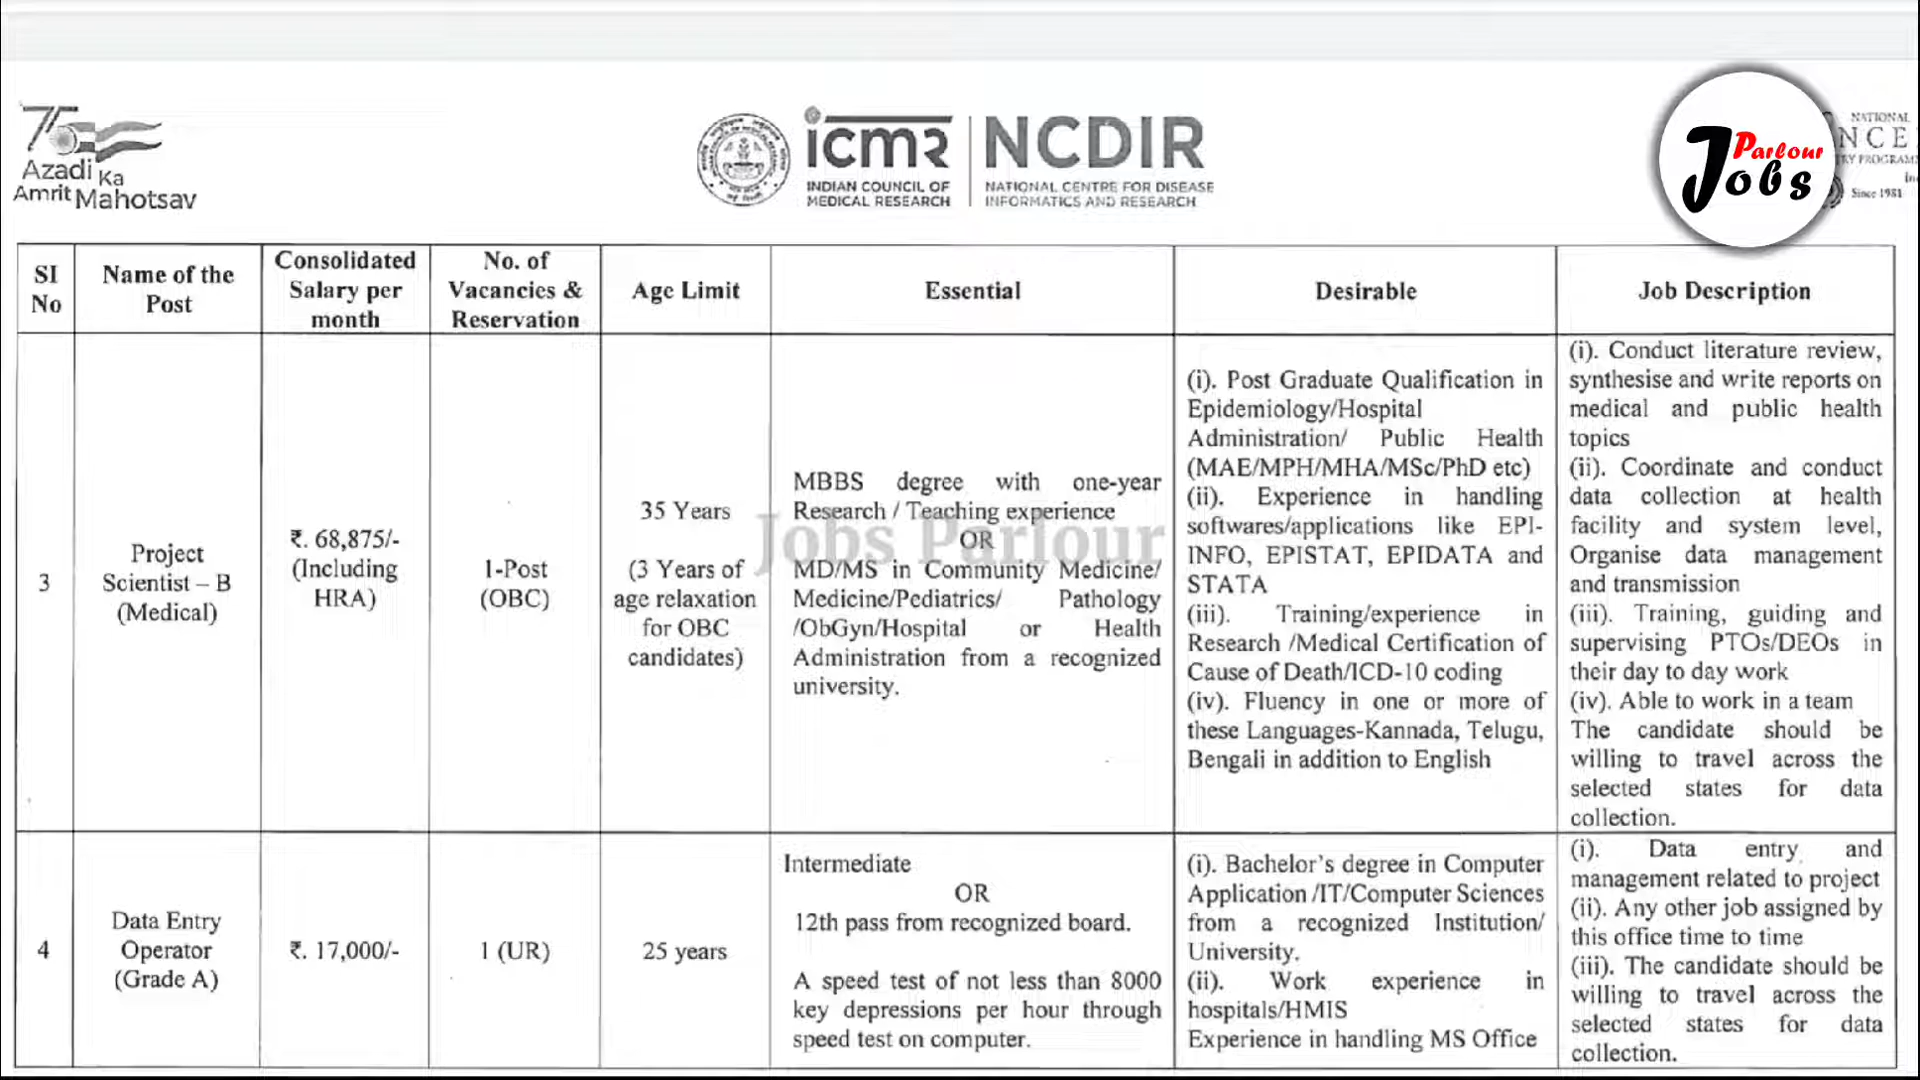 75
Azadi Ka
Amrit Mahotsav
icmr
INDIAN COUNCIL OF
MEDICAL RESEARCH
NCDIR
NATIONAL CENTRE FOR DISEASE
INFORMATICS AND RESEARCH
Jobs Parlour
NATIONAL
NCE
RY PROGRAM
In
Since 1981
SI No
Name of the Post
Consolidated Salary per month
No. of Vacancies & Reservation
Age Limit
Essential
Desirable
Job Description
3
Project
Scientist – B
(Medical)
₹. 68,875/-
(Including
HRA)
1-Post
(OBC)
35 Years
(3 Years of
age relaxation
for OBC
candidates)
MBBS degree with one-year
Research / Teaching experience
OR
MD/MS in Community Medicine/
Medicine/Pediatrics/ Pathology
/ObGyn/Hospital or Health
Administration from a recognized
university.
Jobs Parlour
(i). Post Graduate Qualification in
Epidemiology/Hospital
Administration/ Public Health
(MAE/MPH/MHA/MSc/PhD etc)
(ii). Experience in handling
softwares/applications like EPI-
INFO, EPISTAT, EPIDATA and
STATA
(iii). Training/experience in
Research /Medical Certification of
Cause of Death/ICD-10 coding
(iv). Fluency in one or more of
these Languages-Kannada, Telugu,
Bengali in addition to English
(i). Conduct literature review,
synthesise and write reports on
medical and public health
topics
(ii). Coordinate and conduct
data collection at health
facility and system level,
Organise data management
and transmission
(iii). Training, guiding and
supervising PTOs/DEOs in
their day to day work
(iv). Able to work in a team
The candidate should be
willing to travel across the
selected states for data
collection.
4
Data Entry
Operator
(Grade A)
₹. 17,000/-
1 (UR)
25 years
Intermediate
OR
12th pass from recognized board.
A speed test of not less than 8000
key depressions per hour through
speed test on computer.
(i). Bachelor's degree in Computer
Application /IT/Computer Sciences
from a recognized Institution/
University.
(ii). Work experience in
hospitals/HMIS
Experience in handling MS Office
(i). Data entry and
management related to project
(ii). Any other job assigned by
this office time to time
(iii). The candidate should be
willing to travel across the
selected states for data
collection.